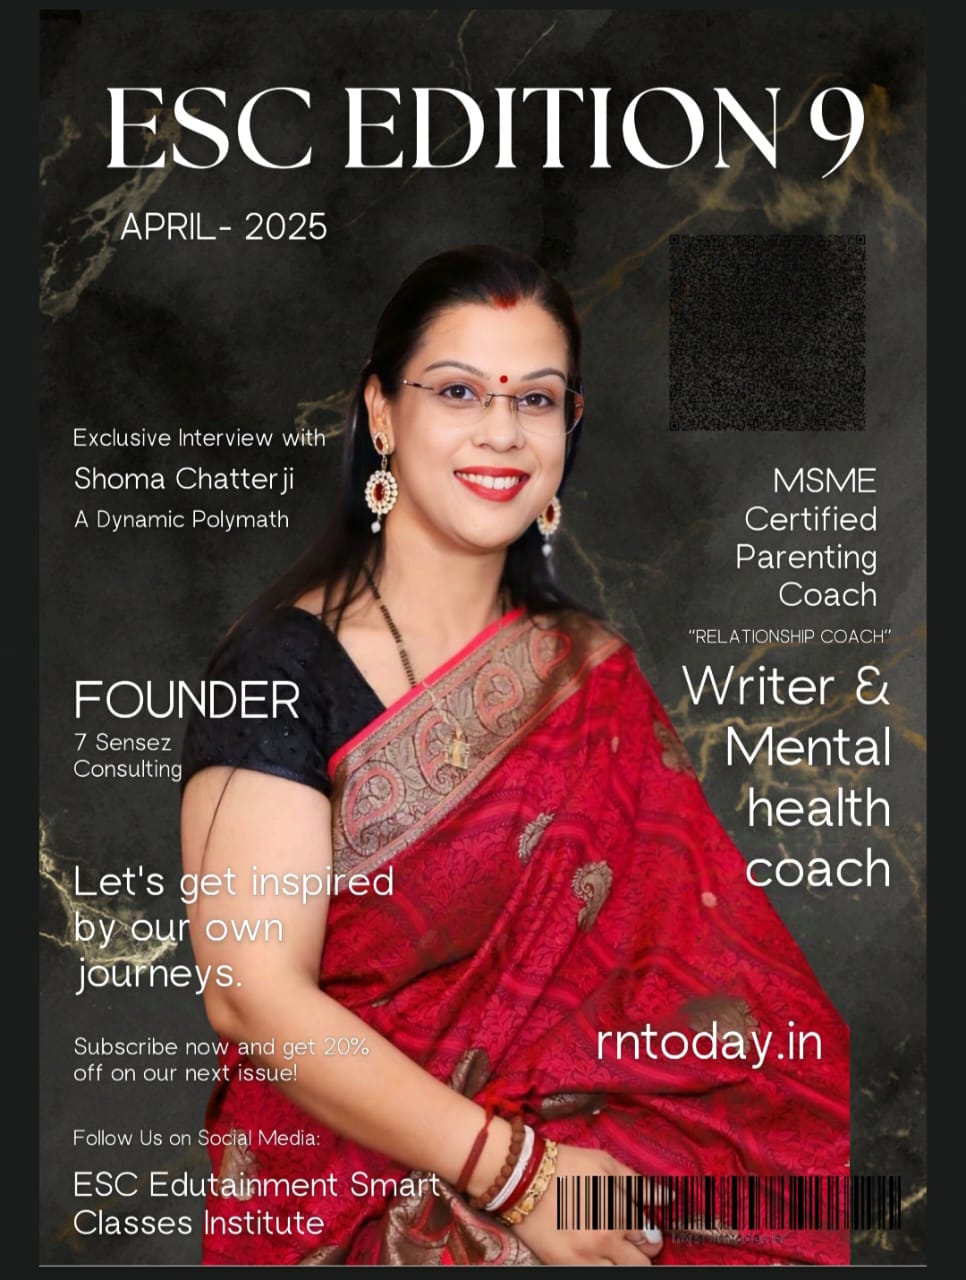 ESC EDITION 9
APRIL- 2025
Exclusive Interview with
Shoma Chatterji
A Dynamic Polymath
MSME
Certified
Parenting
Coach
“RELATIONSHIP COACH”
Writer &
Mental
health
coach
FOUNDER
7 Sensez
Consulting
Let's get inspired
by our own
journeys.
rntoday.in
Subscribe now and get 20%
off on our next issue!
Follow Us on Social Media:
ESC Edutainment Smart
Classes Institute